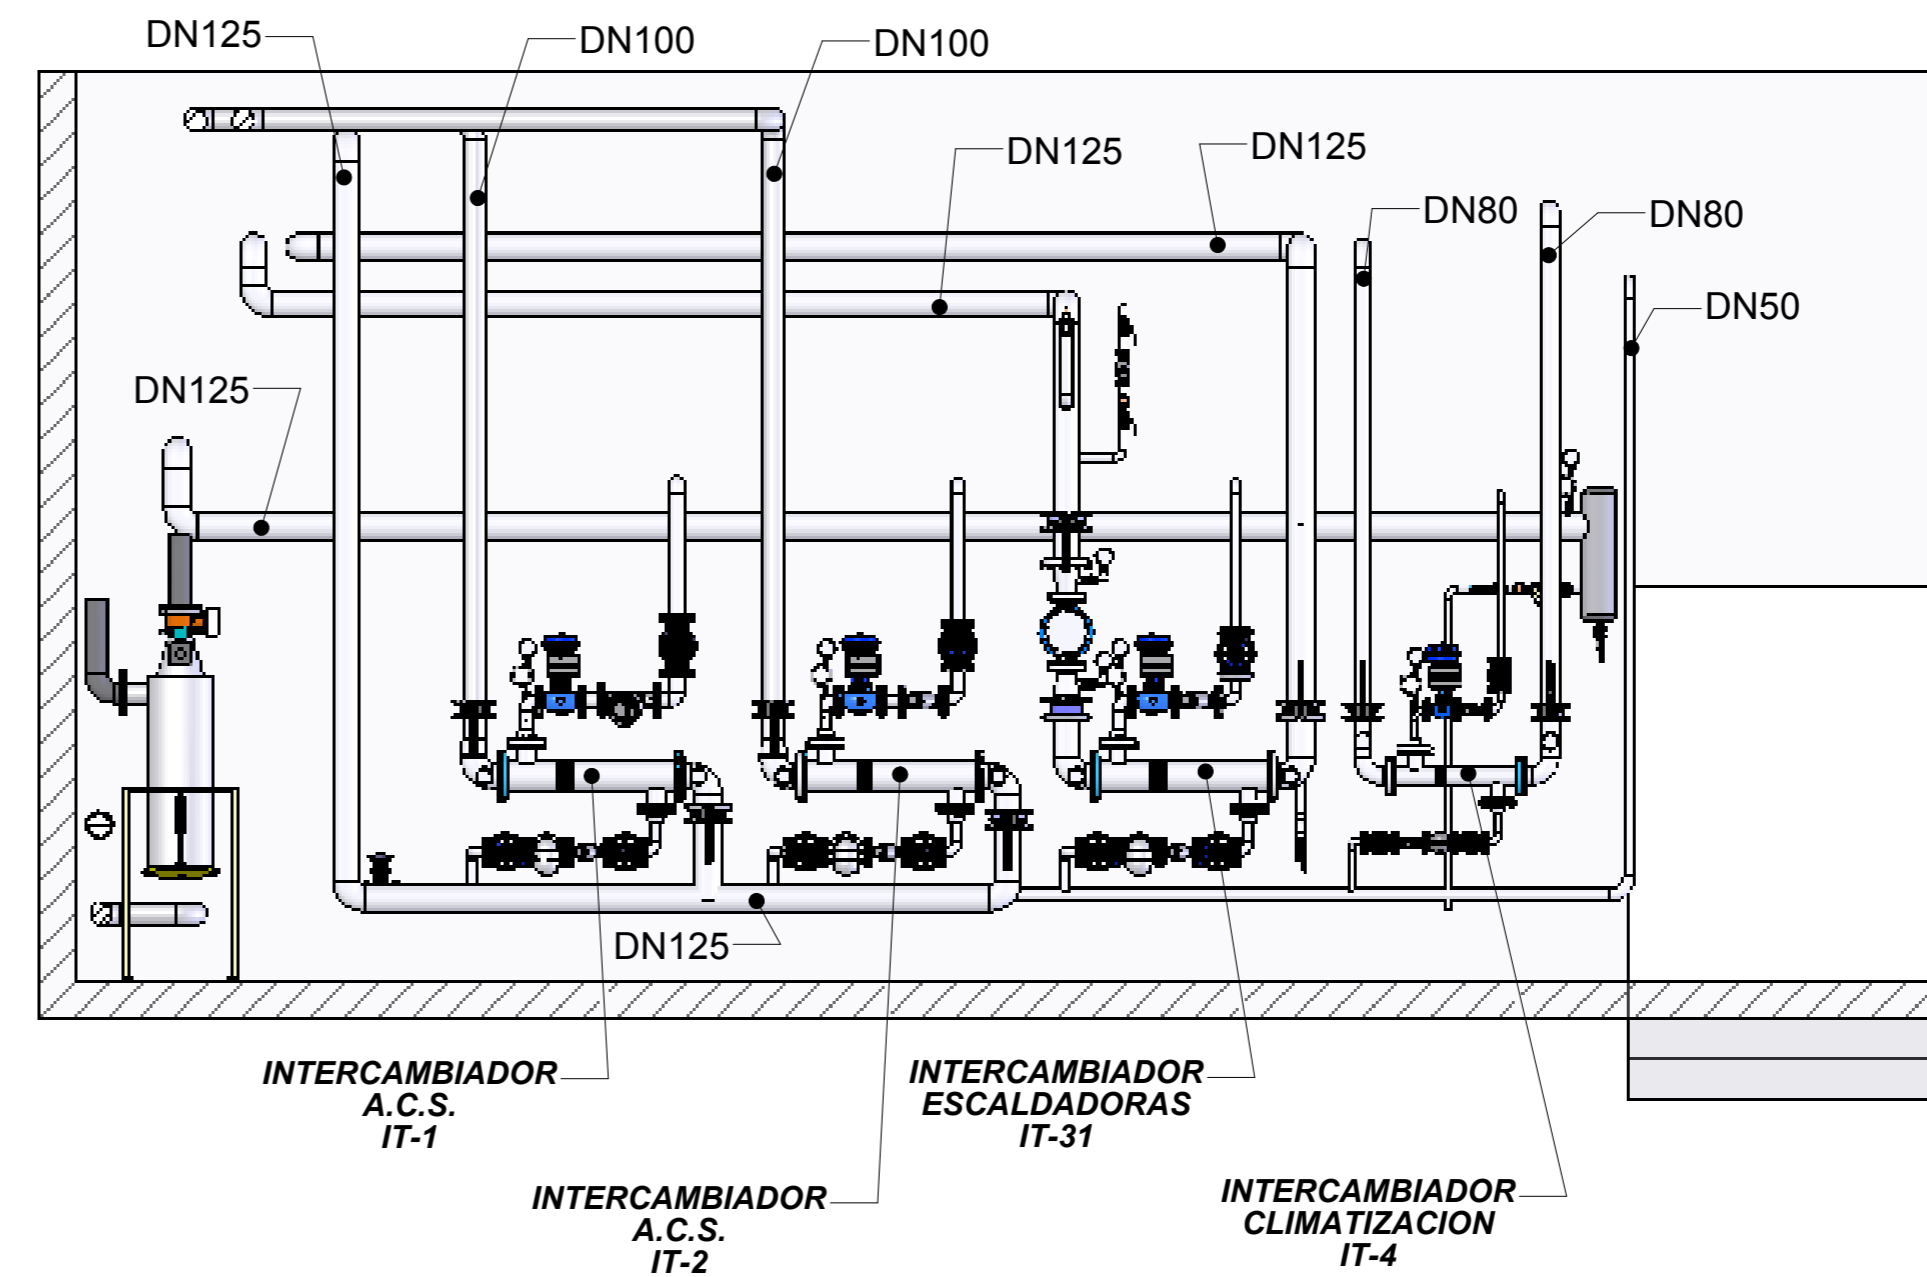 DN125
DN100
DN100
DN125
DN125
DN80
DN80
DN50
DN125
DN125
INTERCAMBIADOR
A.C.S.
IT-1
INTERCAMBIADOR
ESCALDADORAS
IT-31
INTERCAMBIADOR
A.C.S.
IT-2
INTERCAMBIADOR
CLIMATIZACION
IT-4